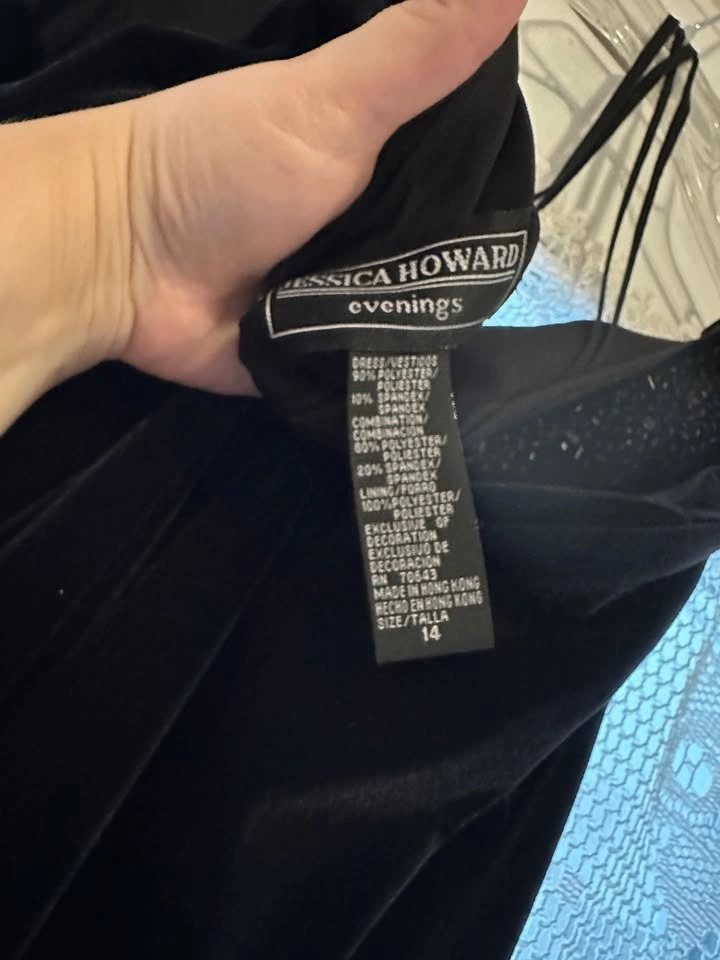 JESSICA HOWARD
evenings
DRESS/VESTIDOS
90% POLYESTER/
POLIESTER
10% SPANDEX/
SPANDEX
COMBINATION/
COMBINACION
80% POLYESTER/
POLIESTER
20% SPANDEX/
SPANDEX
LINING/FORRO
100%POLYESTER/
POLIESTER
EXCLUSIVE OF
DECORATION
EXCLUSIVO DE
DECORACION
RN 70643
MADE IN HONG KONG
HECHO EN HONG KONG
SIZE/TALLA
14